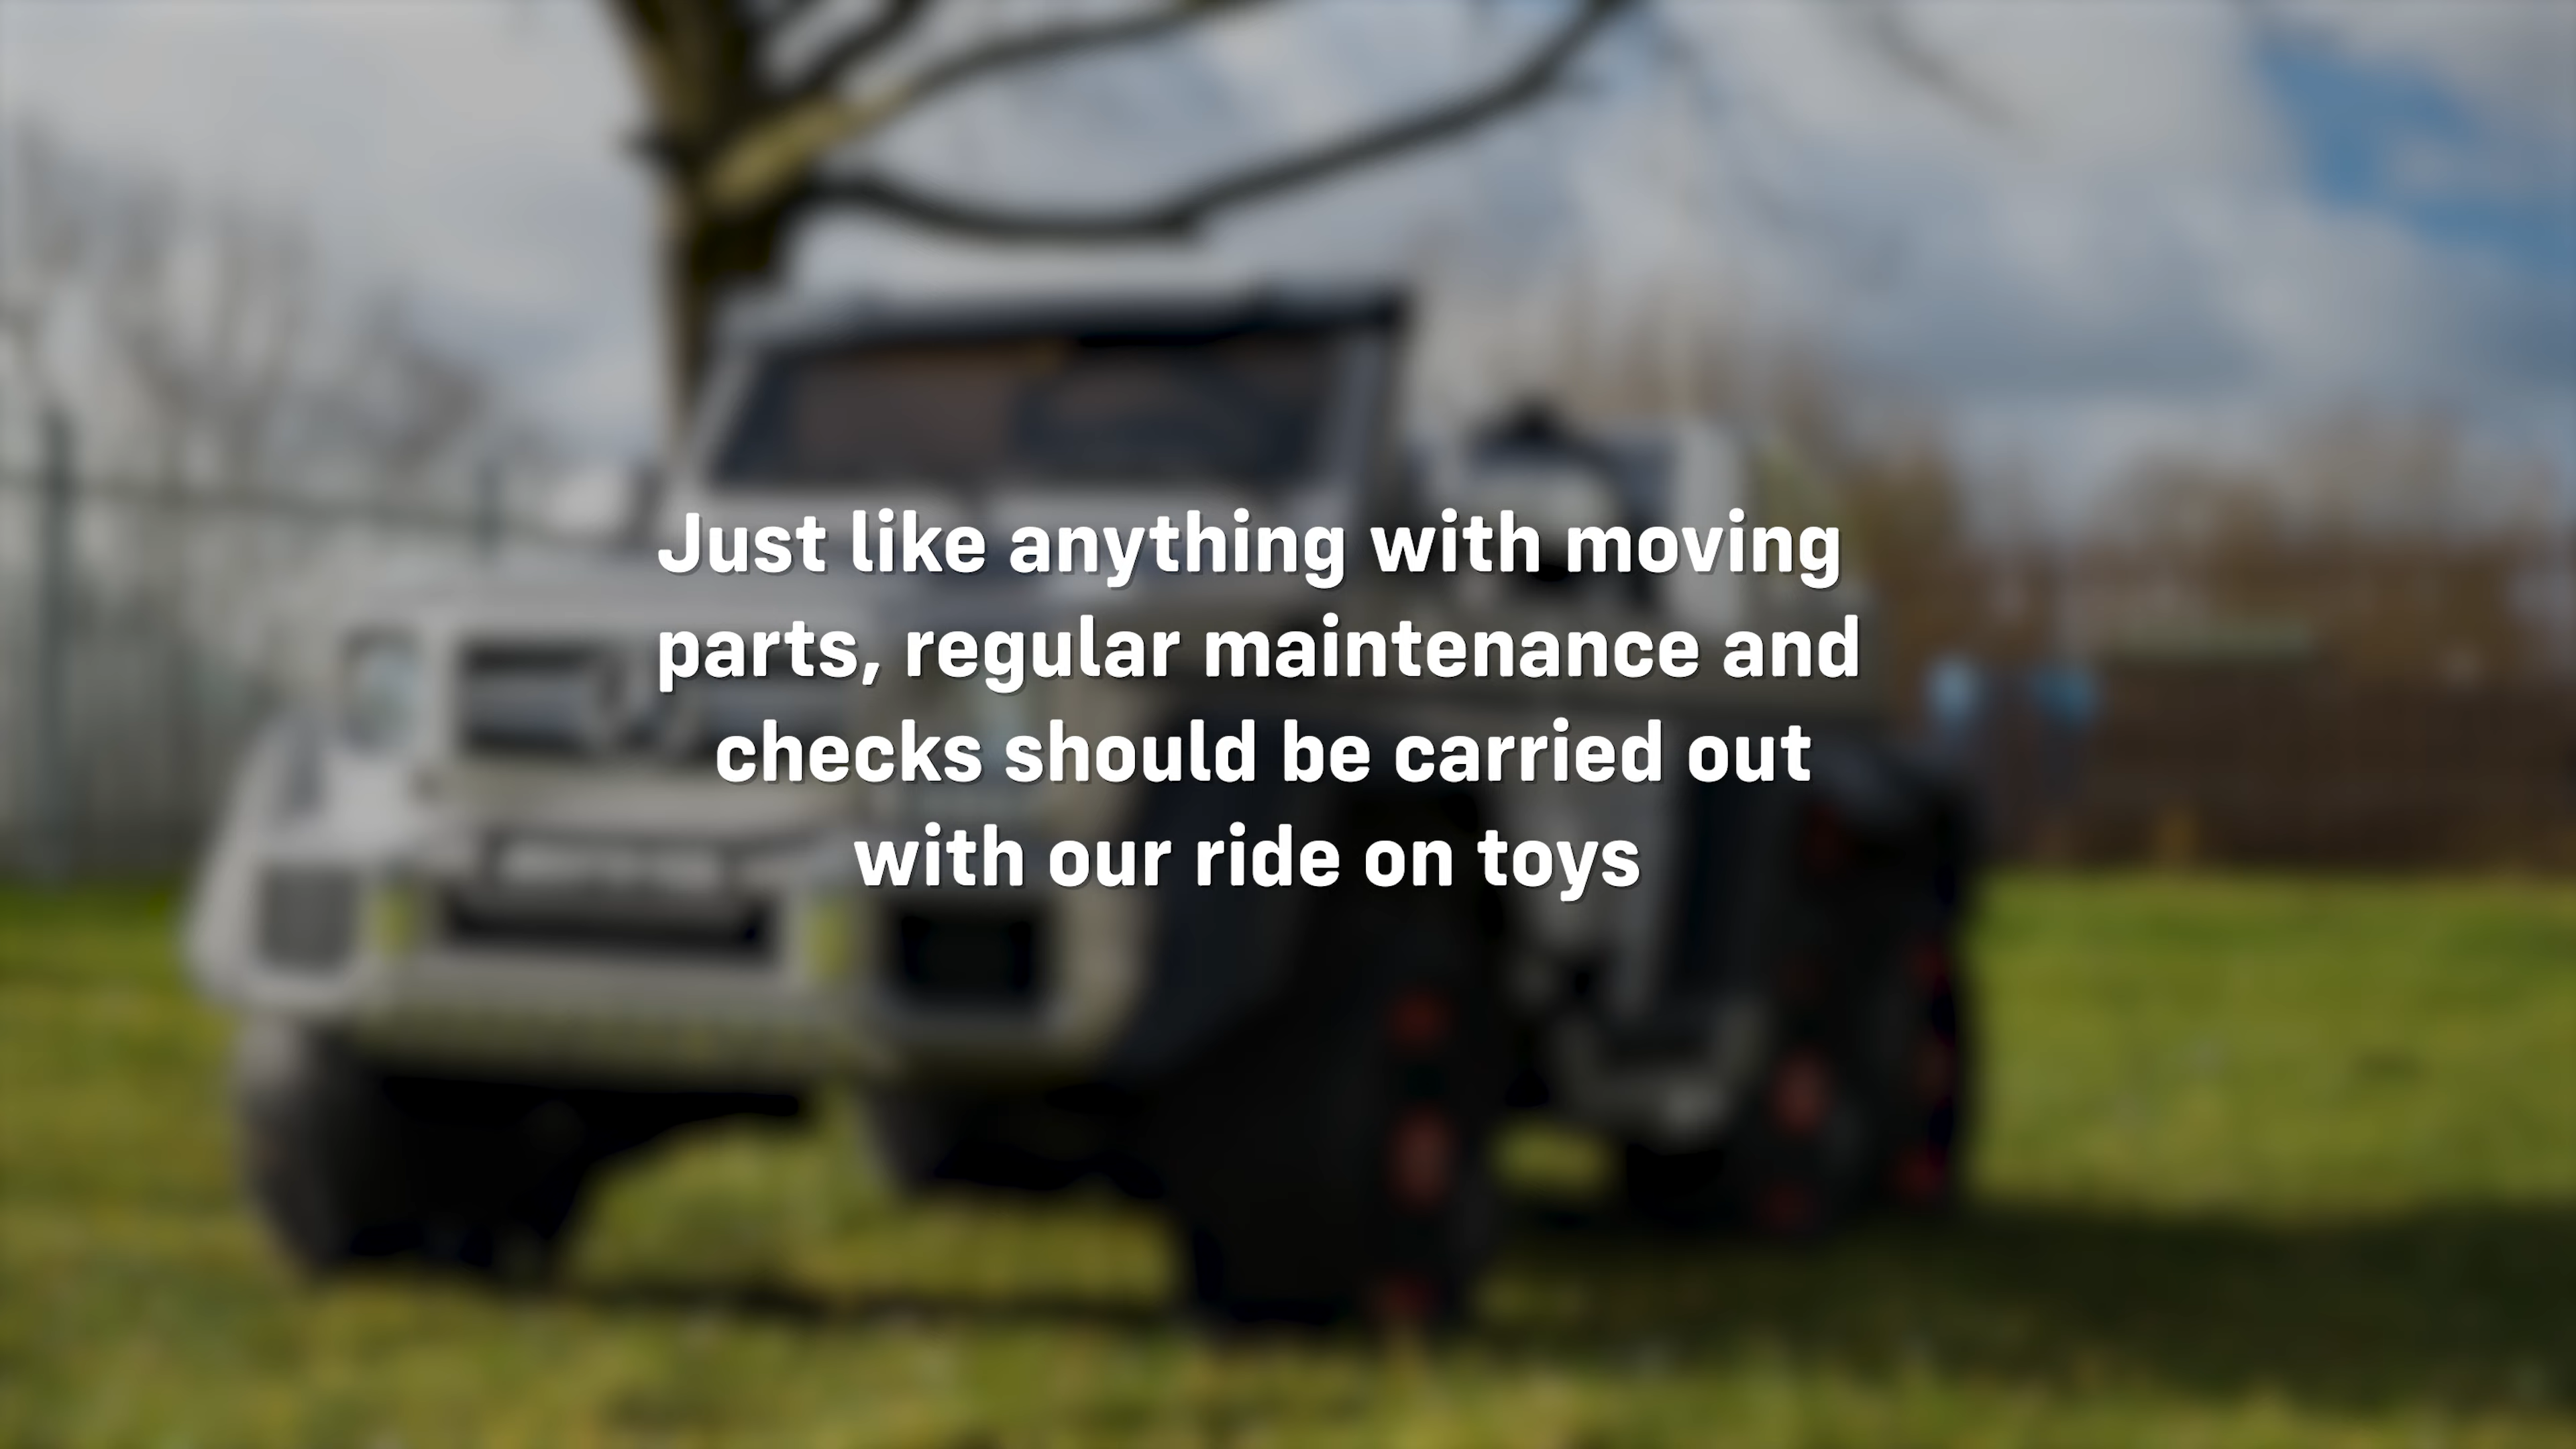 Just like anything with moving
parts, regular maintenance and
checks should be carried out
with our ride on toys